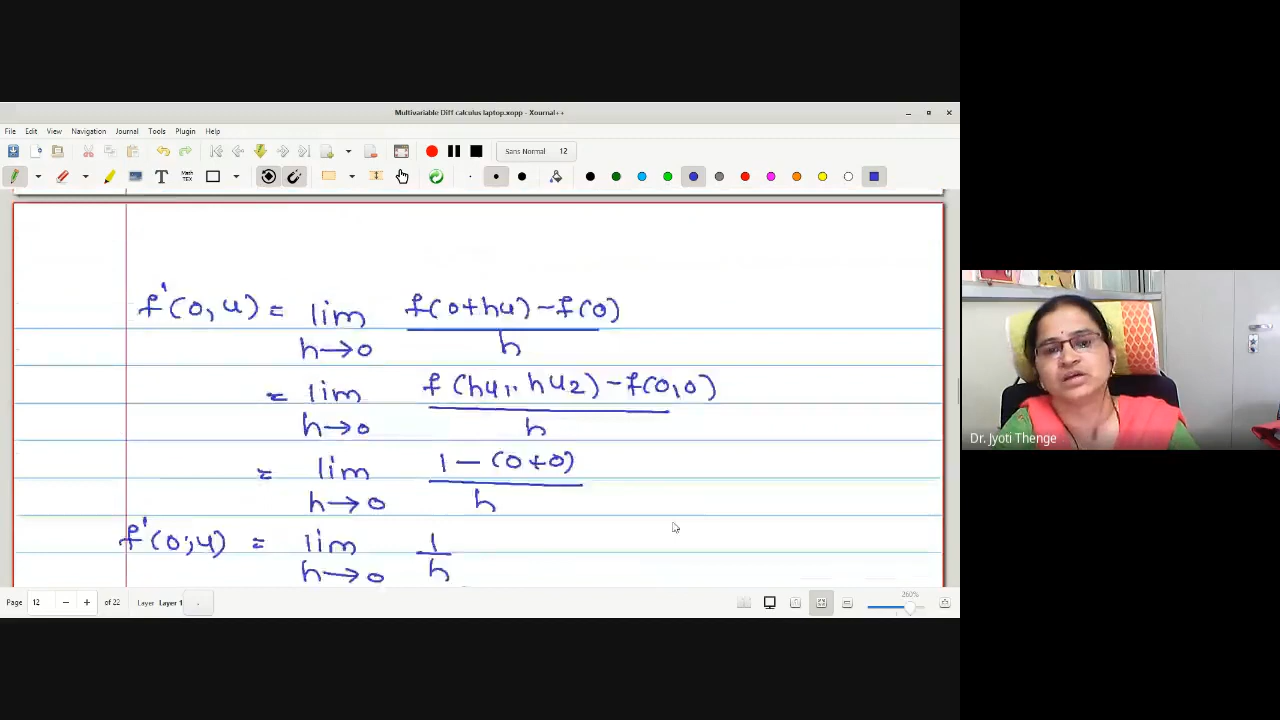 Multivariable Diff calculus laptop.xopp - Xournal++
File Edit View Navigation Journal Tools Plugin Help
Sans Normal 12
f'(0, u) = lim h→0 f(0+hu) - f(0) / h
= lim h→0 f(hu1, hu2) - f(0,0) / h
= lim h→0 1 - (0+0) / h
f'(0;u) = lim h→0 1 / h
Dr. Jyoti Thenge
Page 12 of 22 Layer Layer 1 260%